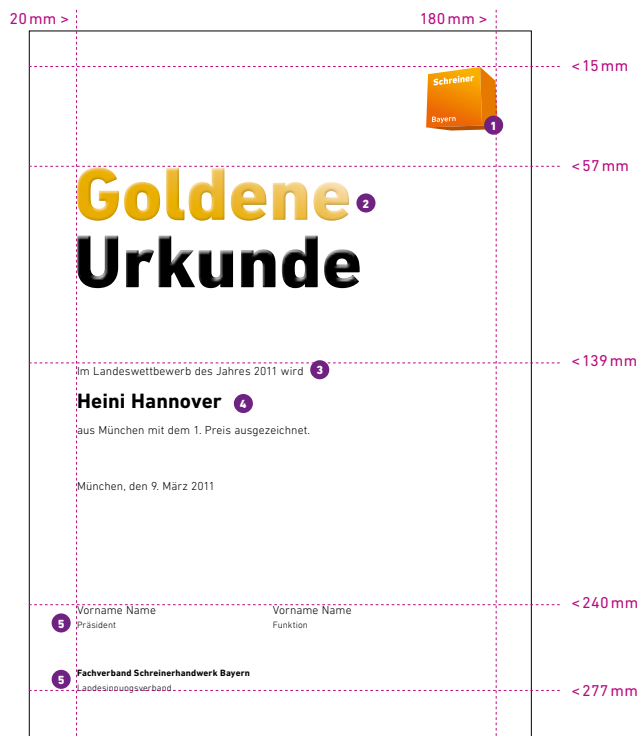 20 mm >
180 mm >
< 15 mm
Schreiner
Bayern
1
< 57 mm
Goldene
2
Urkunde
< 139 mm
Im Landeswettbewerb des Jahres 2011 wird
3
Heini Hannover
4
aus München mit dem 1. Preis ausgezeichnet.
München, den 9. März 2011
< 240 mm
Vorname Name
Vorname Name
5
Präsident
Funktion
5
Fachverband Schreinerhandwerk Bayern
Landesinnungsverband
< 277 mm